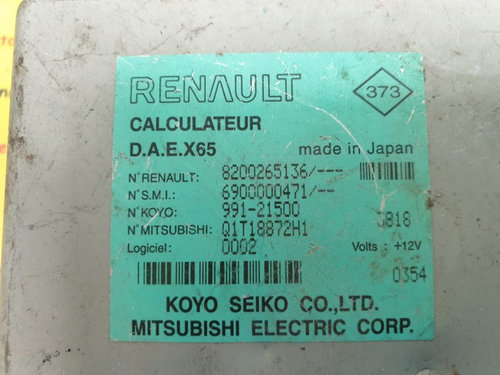 RENAULT
373
CALCULATEUR
D.A.E.X65 made in Japan
N°RENAULT: 8200265136/---
N°S.M.I.: 6900000471/--
N°KOYO: 991-21500
N°MITSUBISHI: Q1T18872H1 3818
Logiciel: 0002 Volts : +12V
0354
KOYO SEIKO CO.,LTD.
MITSUBISHI ELECTRIC CORP.